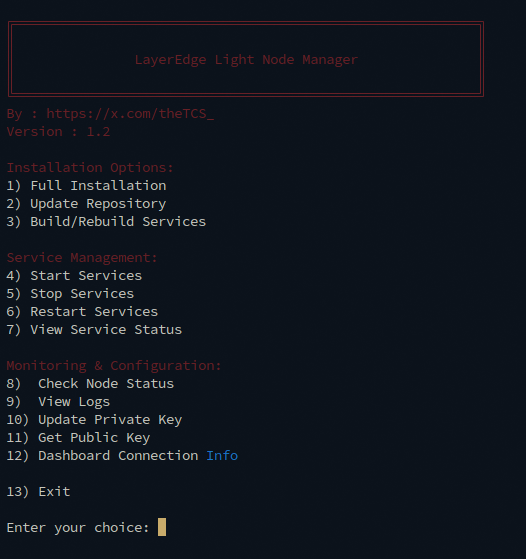 LayerEdge Light Node Manager
By : https://x.com/theTCS_
Version : 1.2
Installation Options:
1) Full Installation
2) Update Repository
3) Build/Rebuild Services
Service Management:
4) Start Services
5) Stop Services
6) Restart Services
7) View Service Status
Monitoring & Configuration:
8)  Check Node Status
9)  View Logs
10) Update Private Key
11) Get Public Key
12) Dashboard Connection Info
13) Exit
Enter your choice: